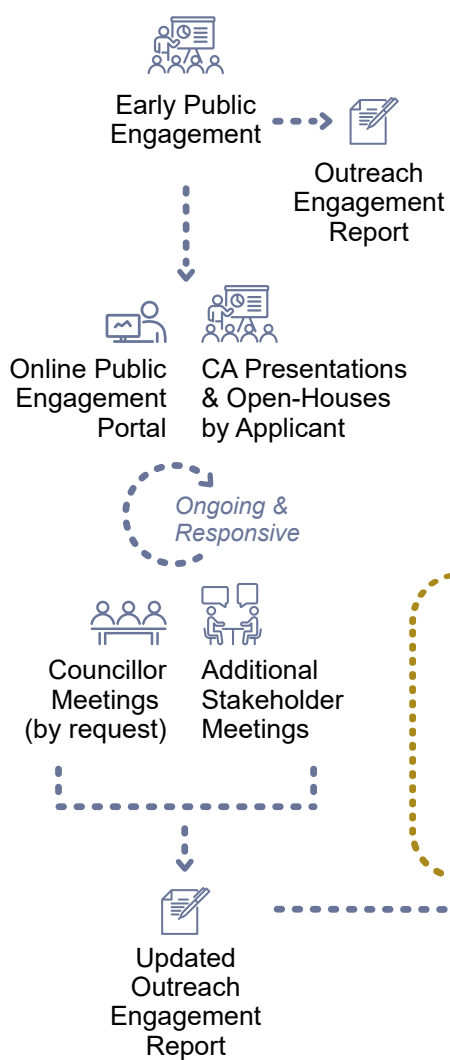 Early Public
Engagement
Outreach
Engagement
Report
Online Public
Engagement
Portal
CA Presentations
& Open-Houses
by Applicant
Ongoing &
Responsive
Councillor
Meetings
(by request)
Additional
Stakeholder
Meetings
Updated
Outreach
Engagement
Report